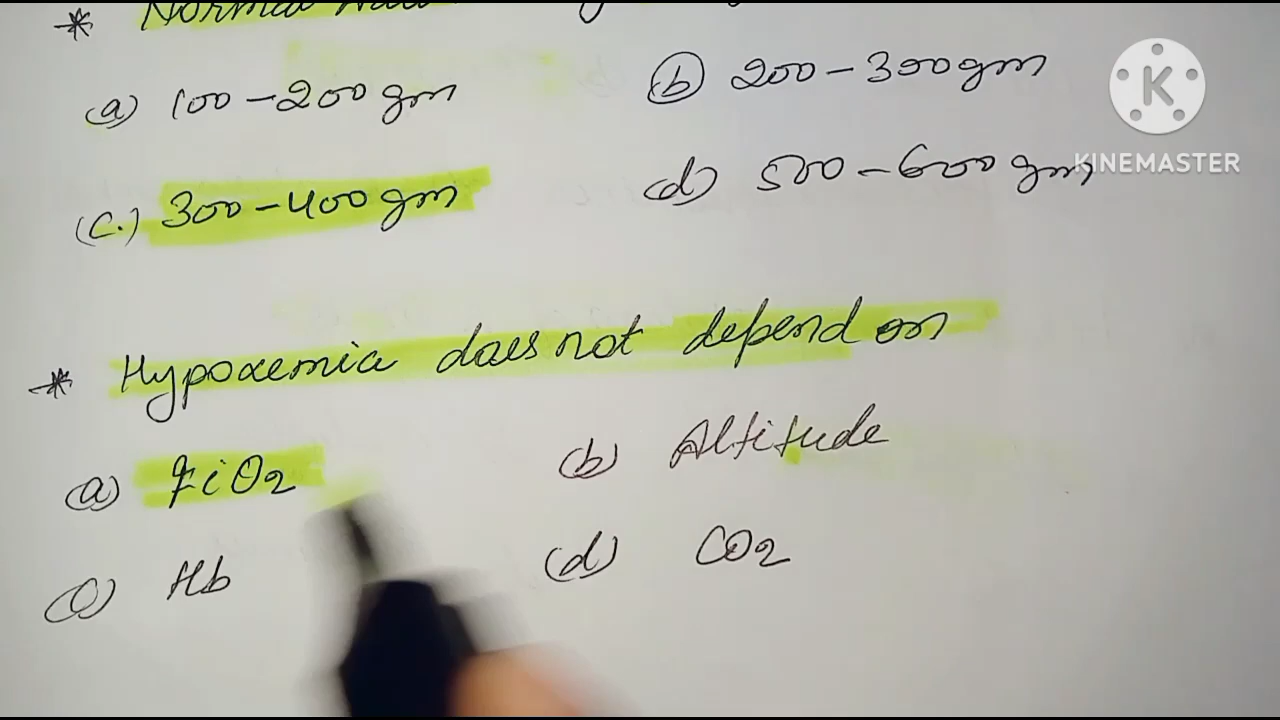 * Normal
(a) 100-200 gm (b) 200-300 gm
(C.) 300-400 gm (d) 500-600 gm
KINEMASTER
* Hypoxemia does not depend on
(a) FiO2 (b) Altitude
(C) Hb (d) CO2